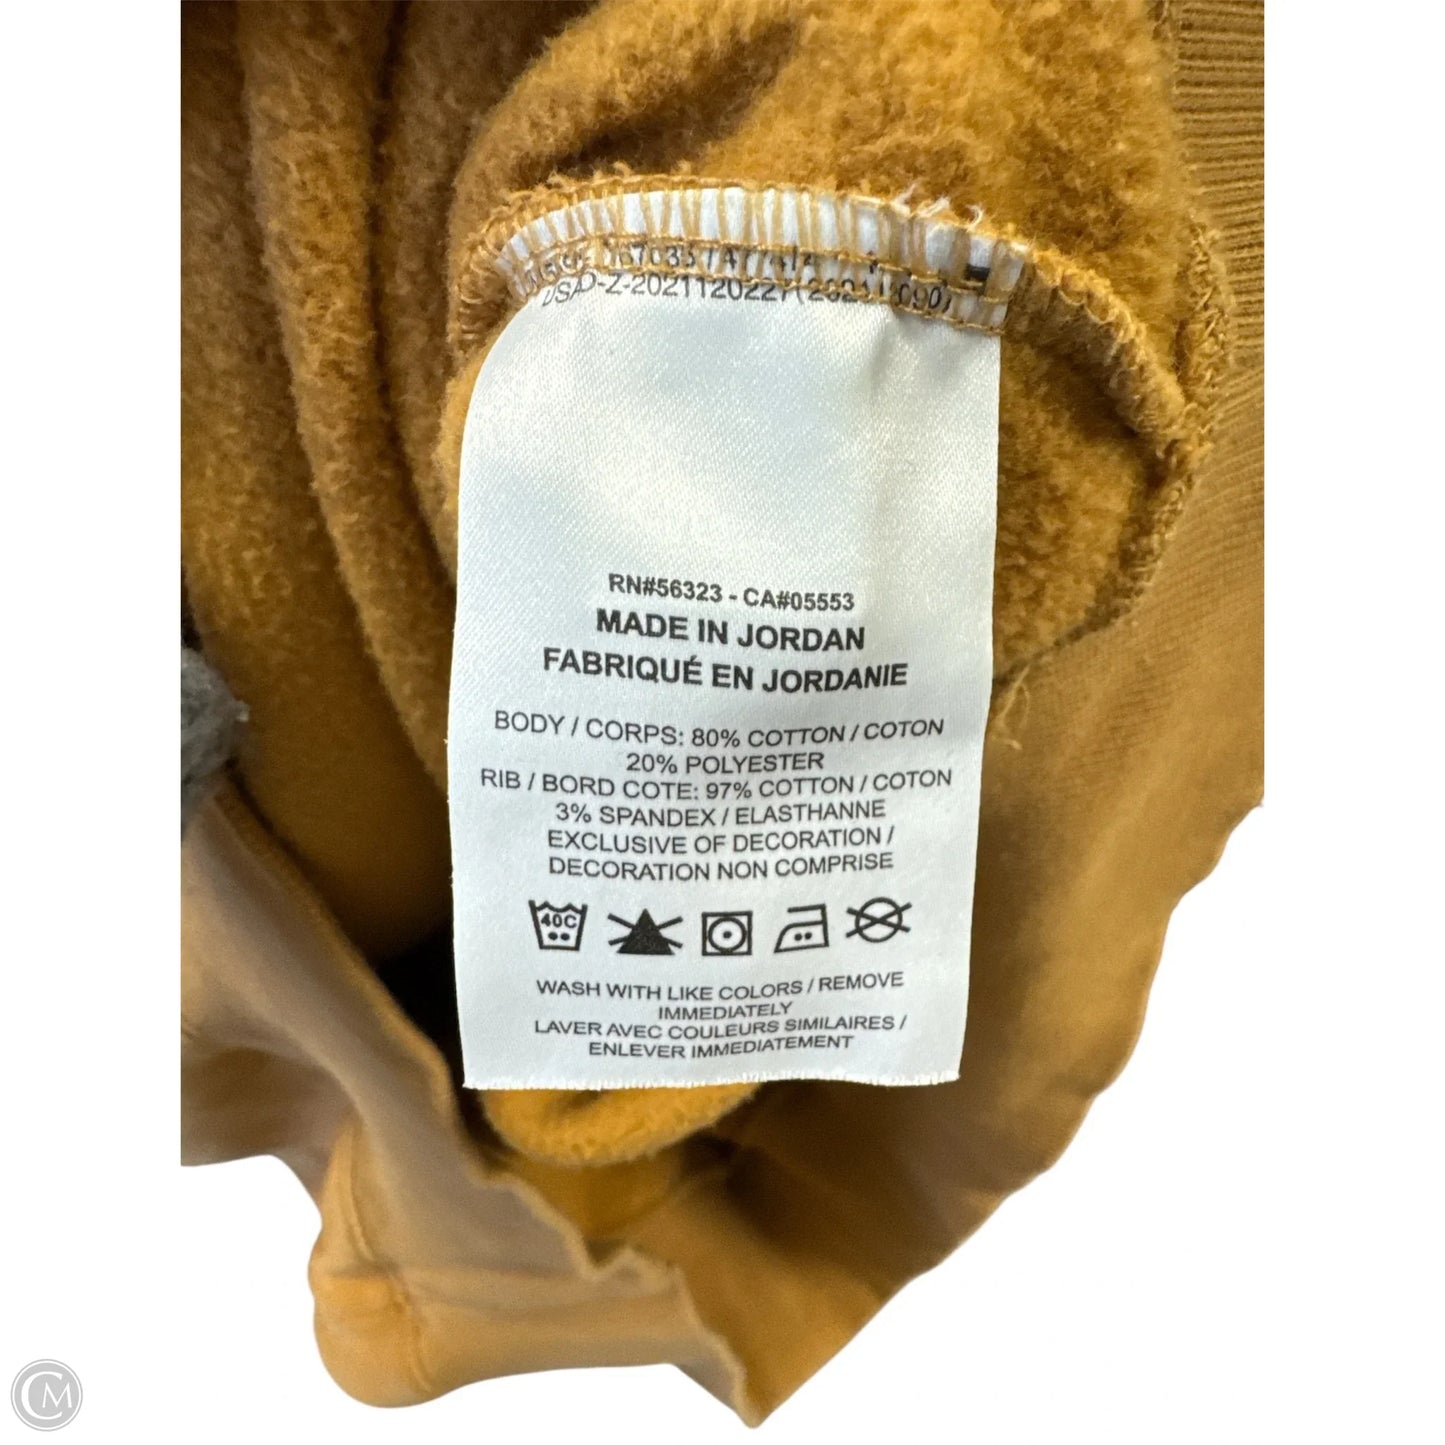 RN#56323 - CA#05553
MADE IN JORDAN
FABRIQUÉ EN JORDANIE
BODY / CORPS: 80% COTTON / COTON
20% POLYESTER
RIB / BORD COTE: 97% COTTON / COTON
3% SPANDEX / ELASTHANNE
EXCLUSIVE OF DECORATION /
DECORATION NON COMPRISE
40C
WASH WITH LIKE COLORS / REMOVE
IMMEDIATELY
LAVER AVEC COULEURS SIMILAIRES /
ENLEVER IMMEDIATEMENT
CM